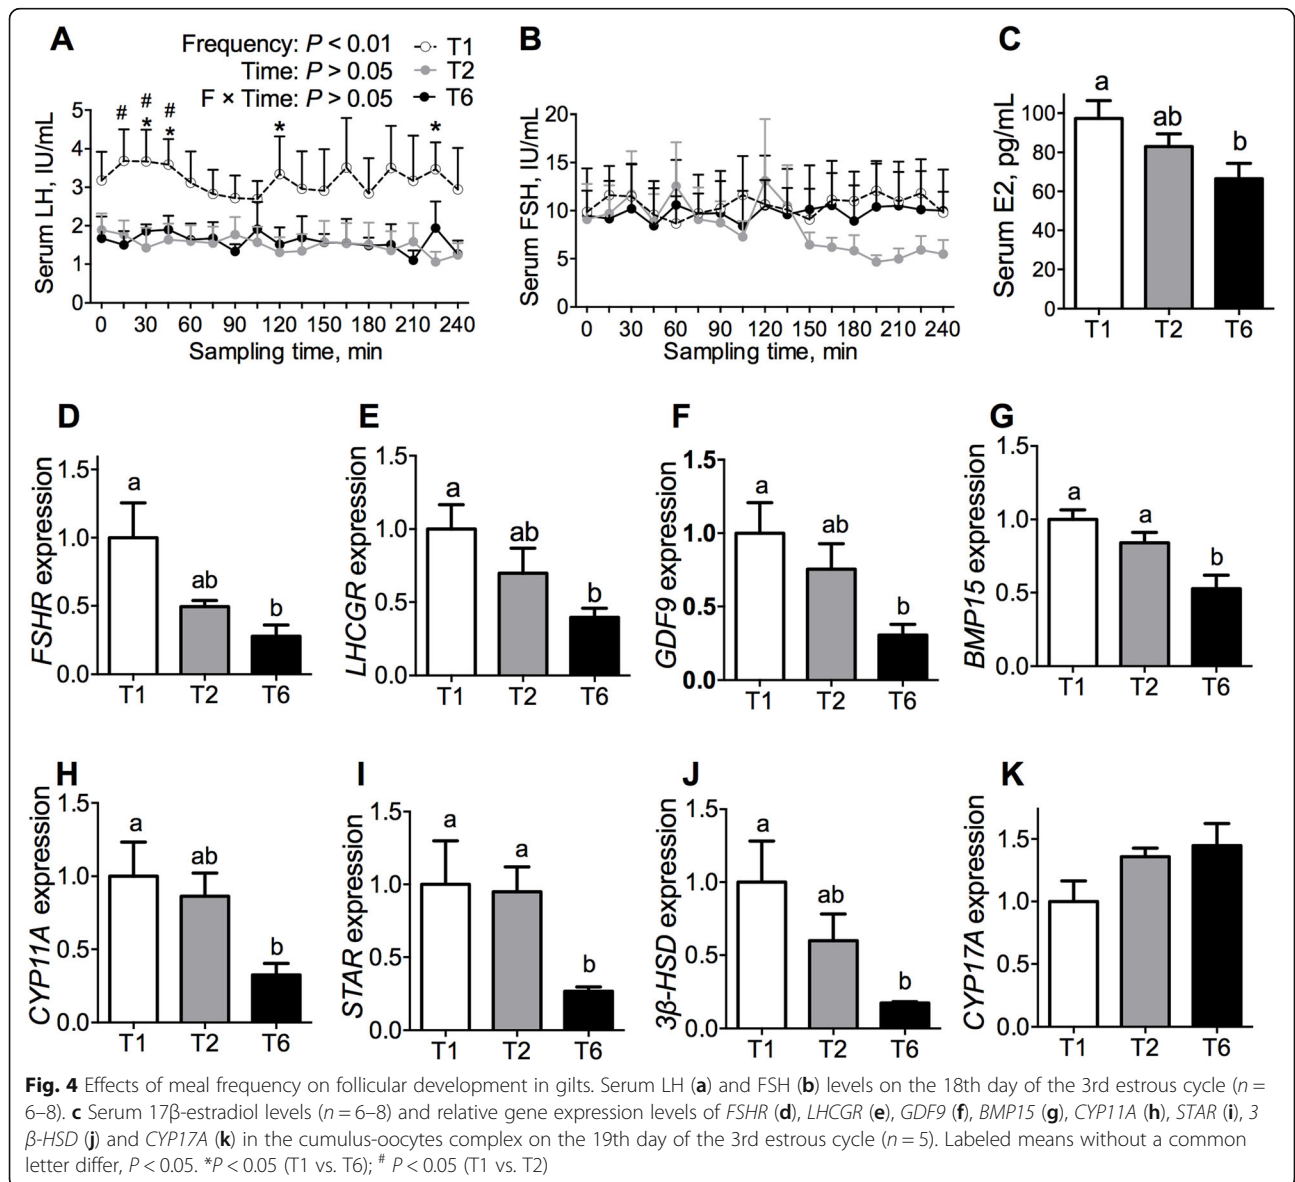 A
Frequency: P < 0.01
Time: P > 0.05
F × Time: P > 0.05
T1
T2
T6
Serum LH, IU/mL
5
4
3
2
1
0
#
# *
# *
*
*
0 30 60 90 120 150 180 210 240
Sampling time, min
B
Serum FSH, IU/mL
20
15
10
5
0
0 30 60 90 120 150 180 210 240
Sampling time, min
C
Serum E2, pg/mL
100
80
60
40
20
0
a ab b
T1 T2 T6
D
FSHR expression
1.5
1.0
0.5
0.0
a ab b
T1 T2 T6
E
LHCGR expression
1.5
1.0
0.5
0.0
a ab b
T1 T2 T6
F
GDF9 expression
1.5
1.0
0.5
0.0
a ab b
T1 T2 T6
G
BMP15 expression
1.5
1.0
0.5
0.0
a a b
T1 T2 T6
H
CYP11A expression
1.5
1.0
0.5
0.0
a ab b
T1 T2 T6
I
STAR expression
1.5
1.0
0.5
0.0
a a b
T1 T2 T6
J
3β-HSD expression
1.5
1.0
0.5
0.0
a ab b
T1 T2 T6
K
CYP17A expression
1.5
1.0
0.5
0.0
T1 T2 T6
Fig. 4 Effects of meal frequency on follicular development in gilts. Serum LH (a) and FSH (b) levels on the 18th day of the 3rd estrous cycle (n =
6–8). c Serum 17β-estradiol levels (n = 6–8) and relative gene expression levels of FSHR (d), LHCGR (e), GDF9 (f), BMP15 (g), CYP11A (h), STAR (i), 3
β-HSD (j) and CYP17A (k) in the cumulus-oocytes complex on the 19th day of the 3rd estrous cycle (n = 5). Labeled means without a common
letter differ, P < 0.05. *P < 0.05 (T1 vs. T6); # P < 0.05 (T1 vs. T2)